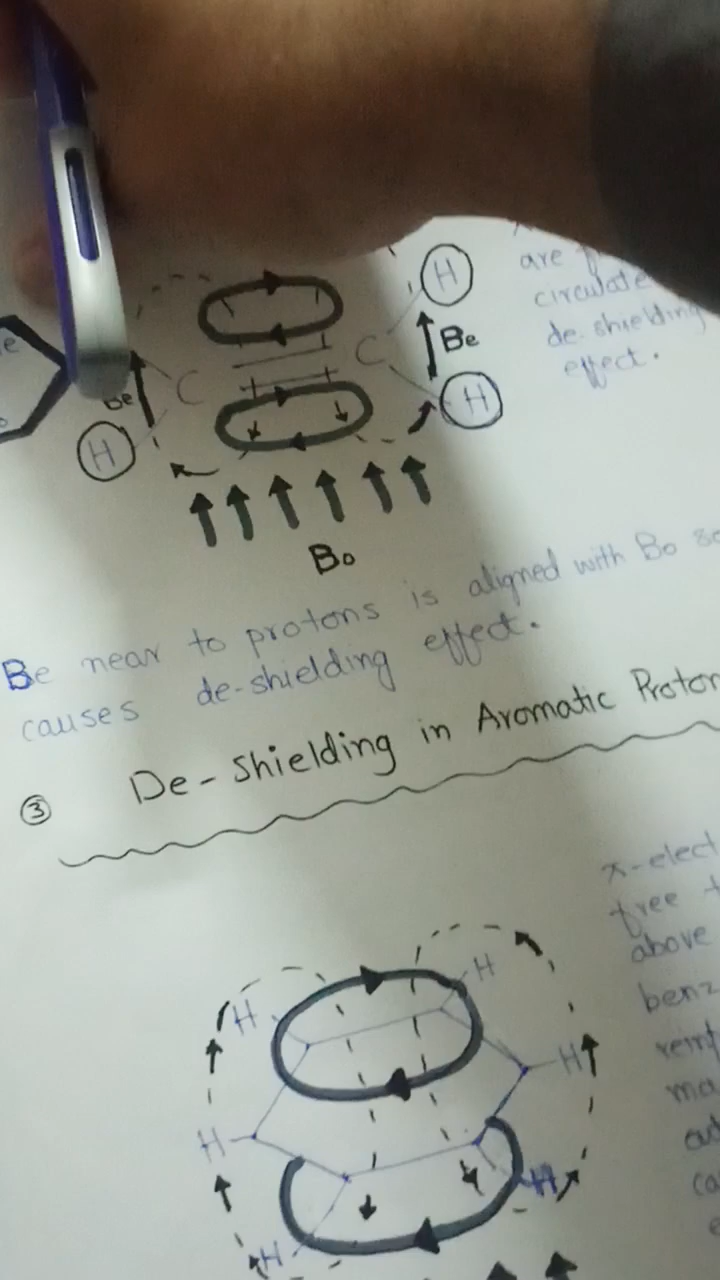 H
are
circulate
Be
C
de-shielding
effect.
Be
C
H
H
Bo
Be near to protons is aligned with Bo so
causes de-shielding effect.
③ De-Shielding in Aromatic Proton
π-elect
free
above
H
H
benz
H
H
H
H